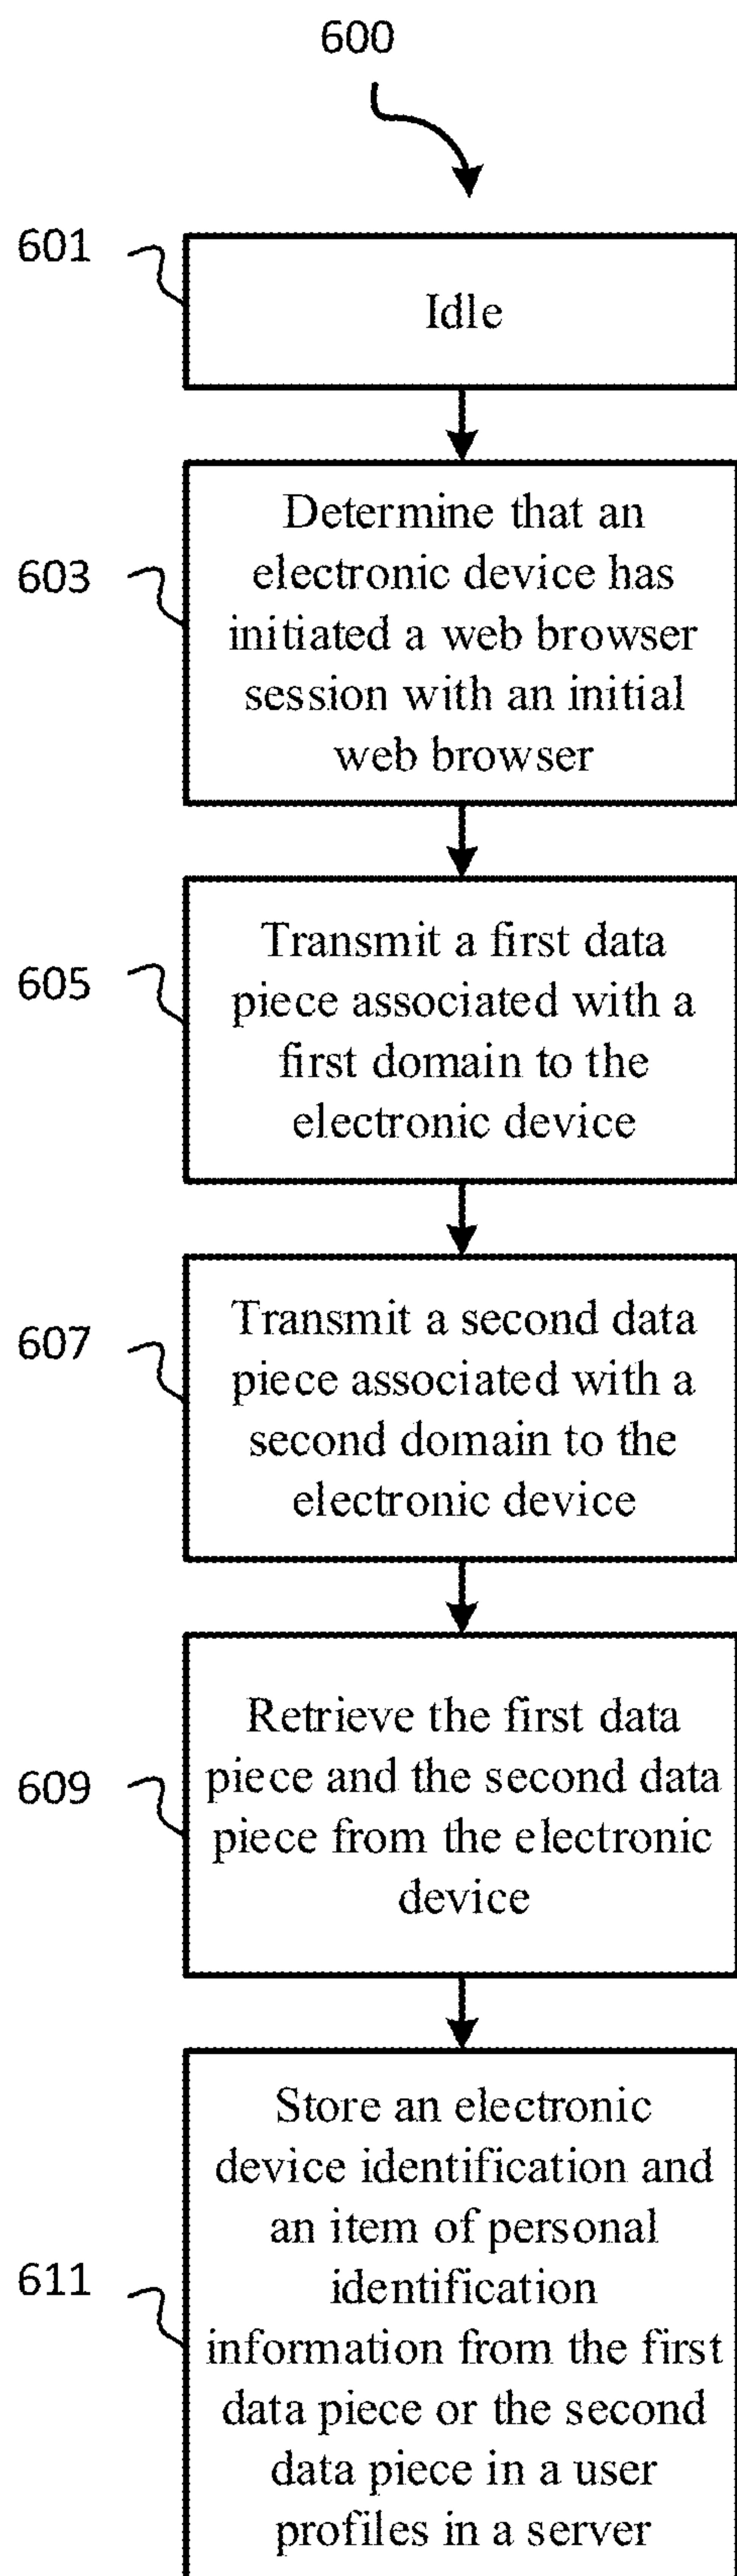 600
601
Idle
603
Determine that an
electronic device has
initiated a web browser
session with an initial
web browser
605
Transmit a first data
piece associated with a
first domain to the
electronic device
607
Transmit a second data
piece associated with a
second domain to the
electronic device
609
Retrieve the first data
piece and the second data
piece from the electronic
device
611
Store an electronic
device identification and
an item of personal
identification
information from the first
data piece or the second
data piece in a user
profiles in a server